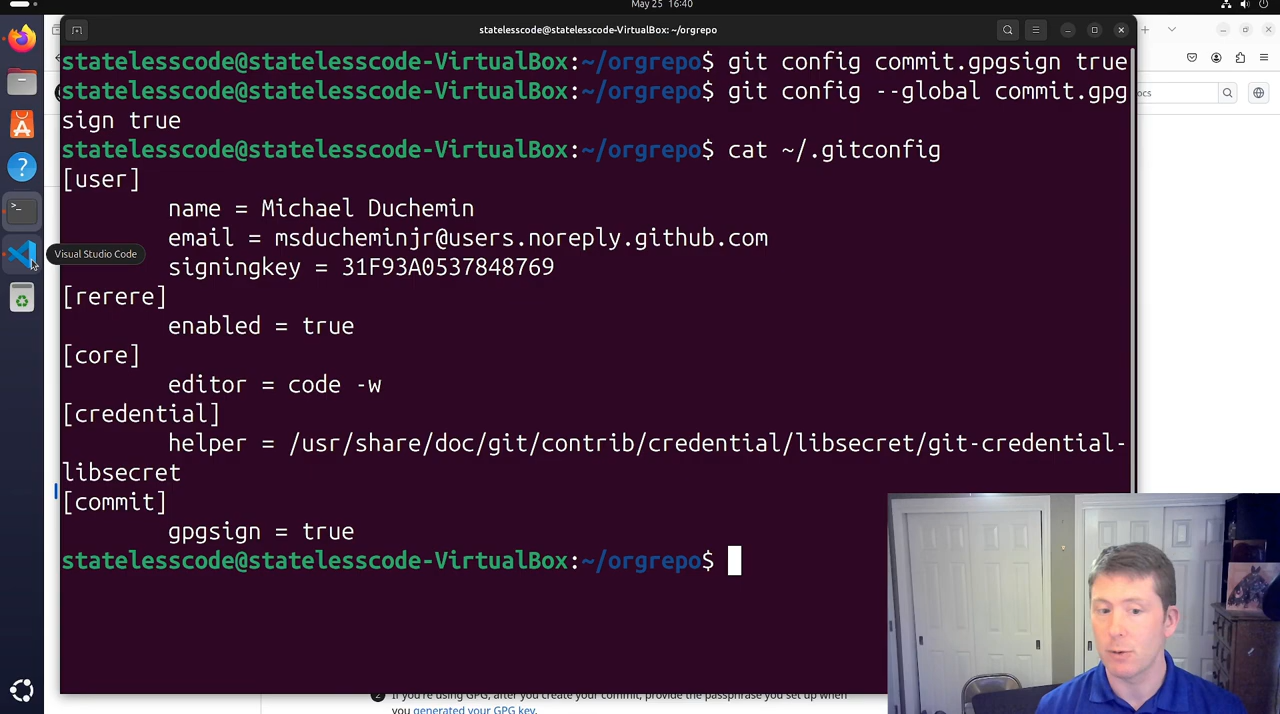 May 25 16:40
statelesscode@statelesscode-VirtualBox: ~/orgrepo
statelesscode@statelesscode-VirtualBox:~/orgrepo$ git config commit.gpgsign true
statelesscode@statelesscode-VirtualBox:~/orgrepo$ git config --global commit.gpg
sign true
statelesscode@statelesscode-VirtualBox:~/orgrepo$ cat ~/.gitconfig
[user]
name = Michael Duchemin
email = msducheminjr@users.noreply.github.com
signingkey = 31F93A0537848769
[rerere]
enabled = true
[core]
editor = code -w
[credential]
helper = /usr/share/doc/git/contrib/credential/libsecret/git-credential-
libsecret
[commit]
gpgsign = true
statelesscode@statelesscode-VirtualBox:~/orgrepo$
Visual Studio Code
ocs
2 If you're using GPG, after you create your commit, provide the passphrase you set up when
you generated your GPG key.